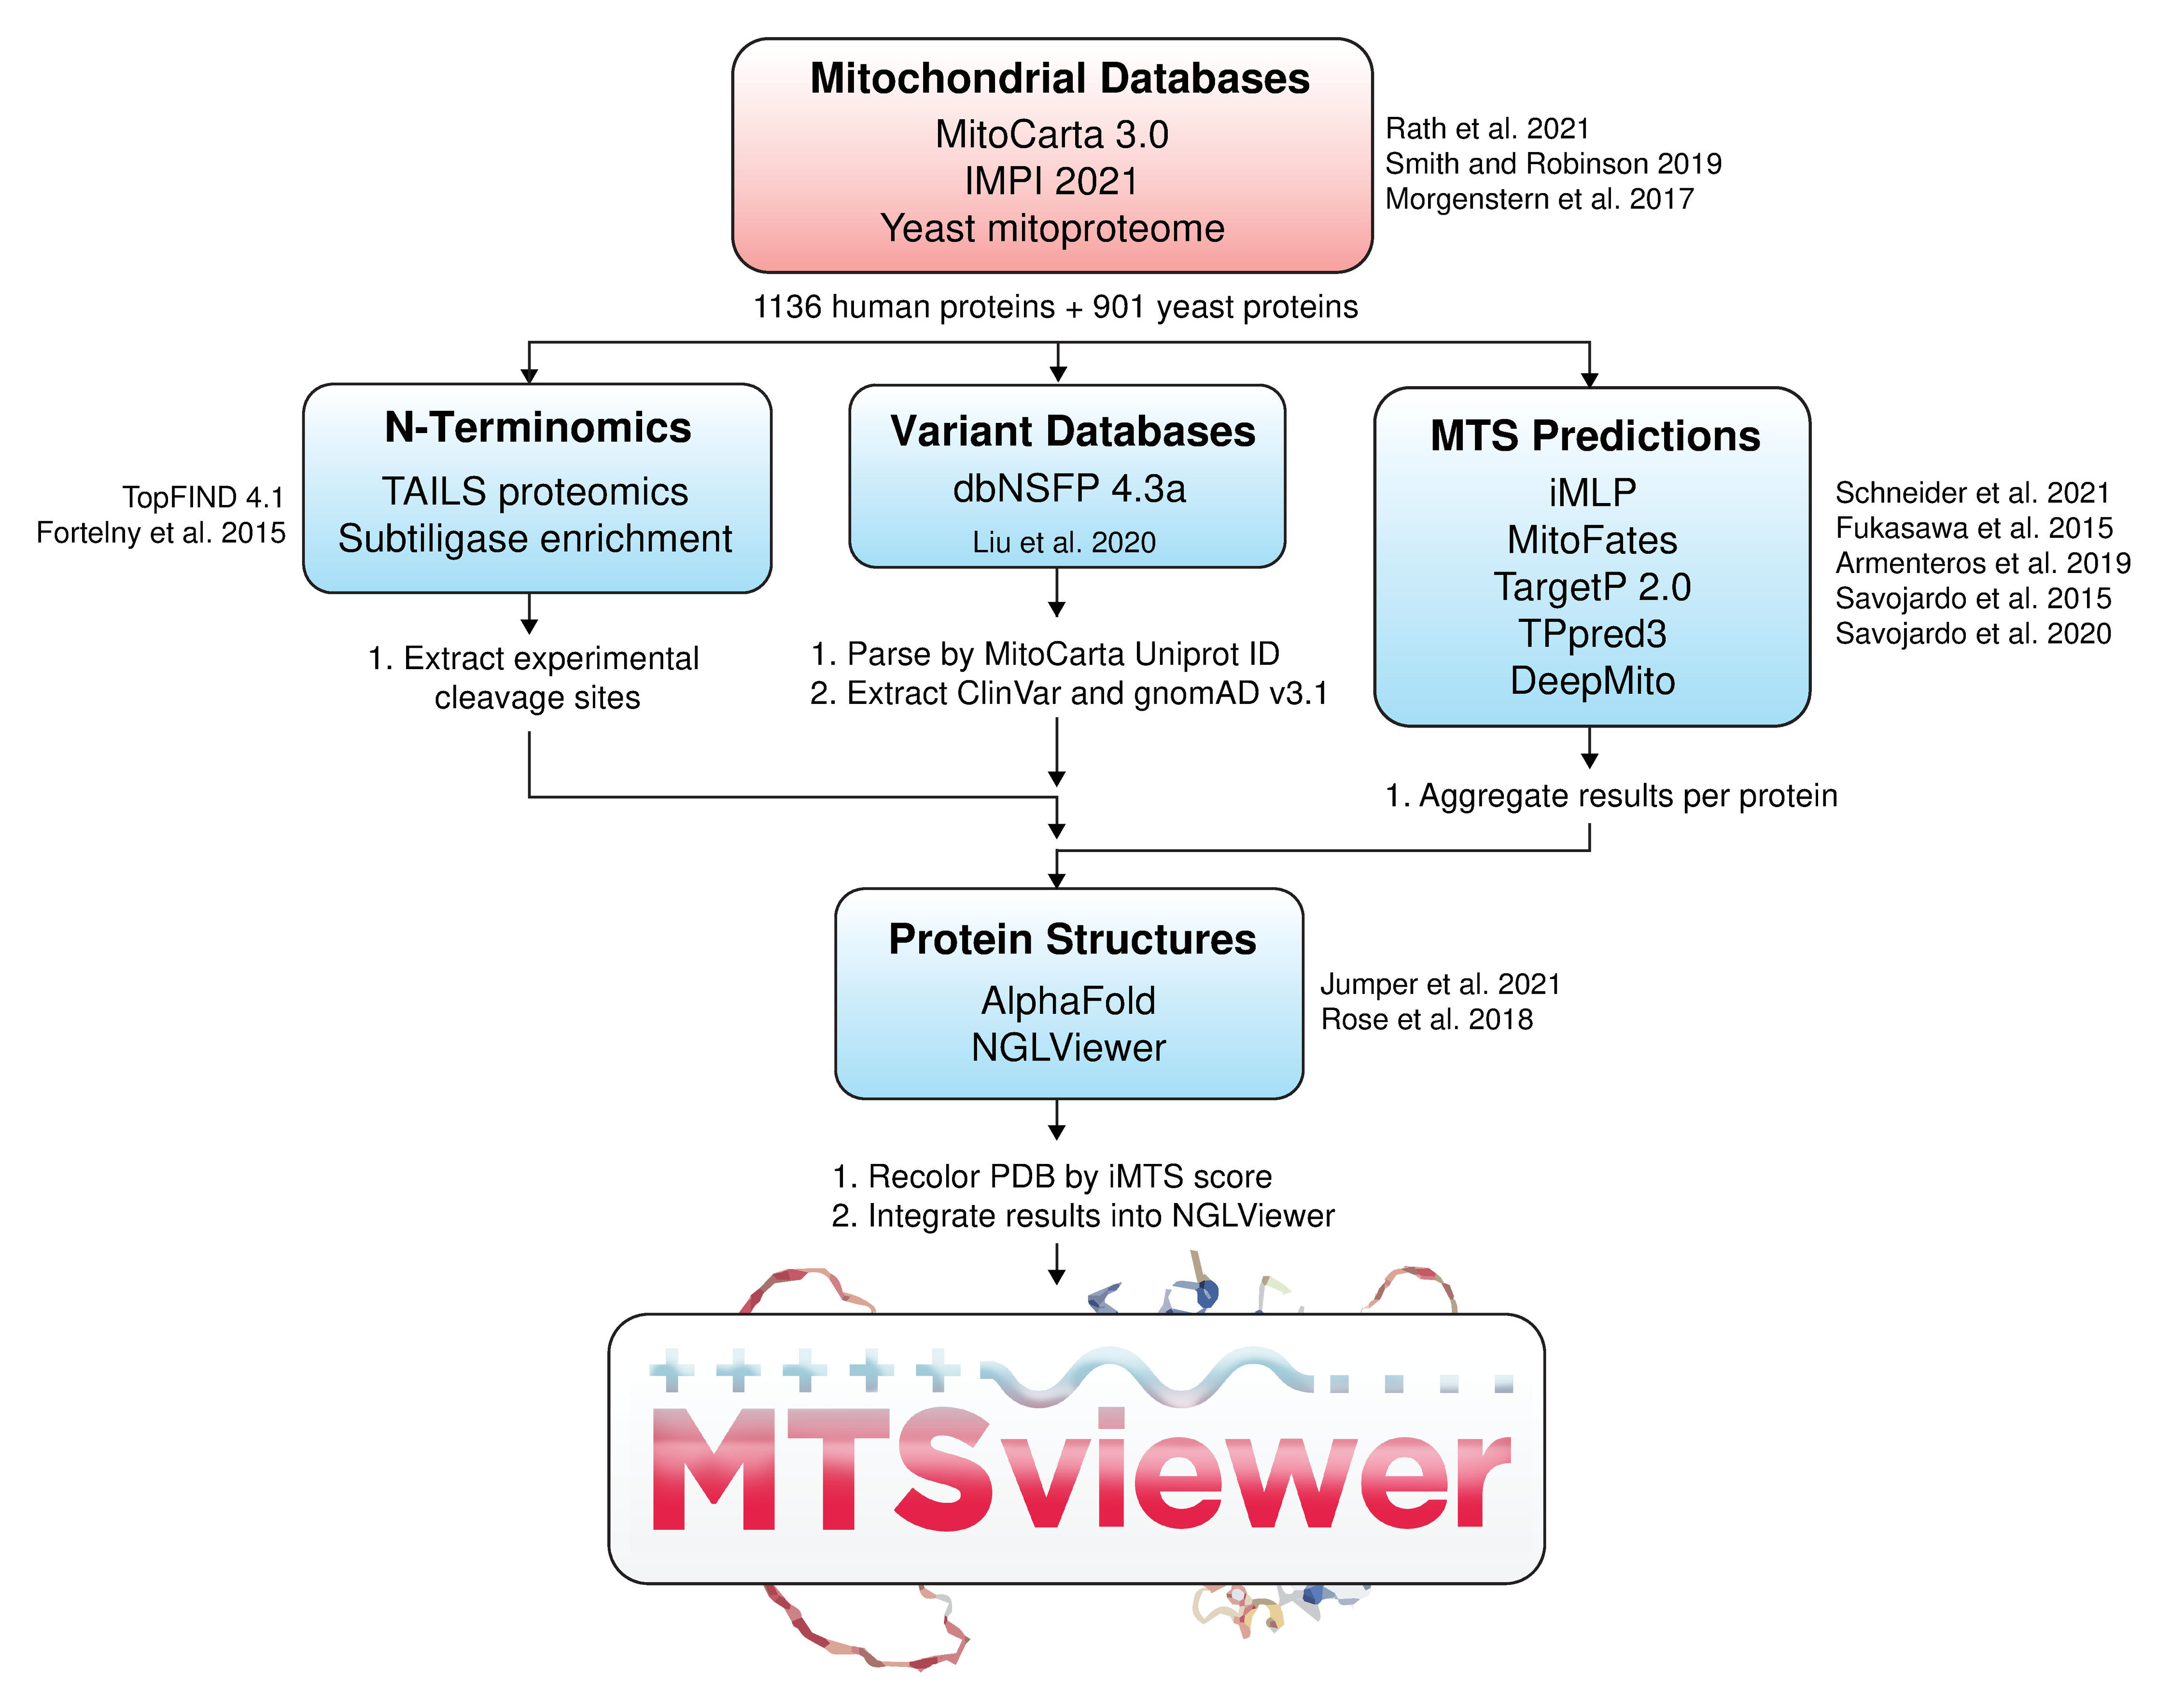 Mitochondrial Databases
MitoCarta 3.0
IMPI 2021
Yeast mitoproteome
Rath et al. 2021
Smith and Robinson 2019
Morgenstern et al. 2017
1136 human proteins + 901 yeast proteins
TopFIND 4.1
Fortelny et al. 2015
N-Terminomics
TAILS proteomics
Subtiligase enrichment
1. Extract experimental
cleavage sites
Variant Databases
dbNSFP 4.3a
Liu et al. 2020
1. Parse by MitoCarta Uniprot ID
2. Extract ClinVar and gnomAD v3.1
MTS Predictions
iMLP
MitoFates
TargetP 2.0
TPpred3
DeepMito
Schneider et al. 2021
Fukasawa et al. 2015
Armenteros et al. 2019
Savojardo et al. 2015
Savojardo et al. 2020
1. Aggregate results per protein
Protein Structures
AlphaFold
NGLViewer
Jumper et al. 2021
Rose et al. 2018
1. Recolor PDB by iMTS score
2. Integrate results into NGLViewer
MTSviewer